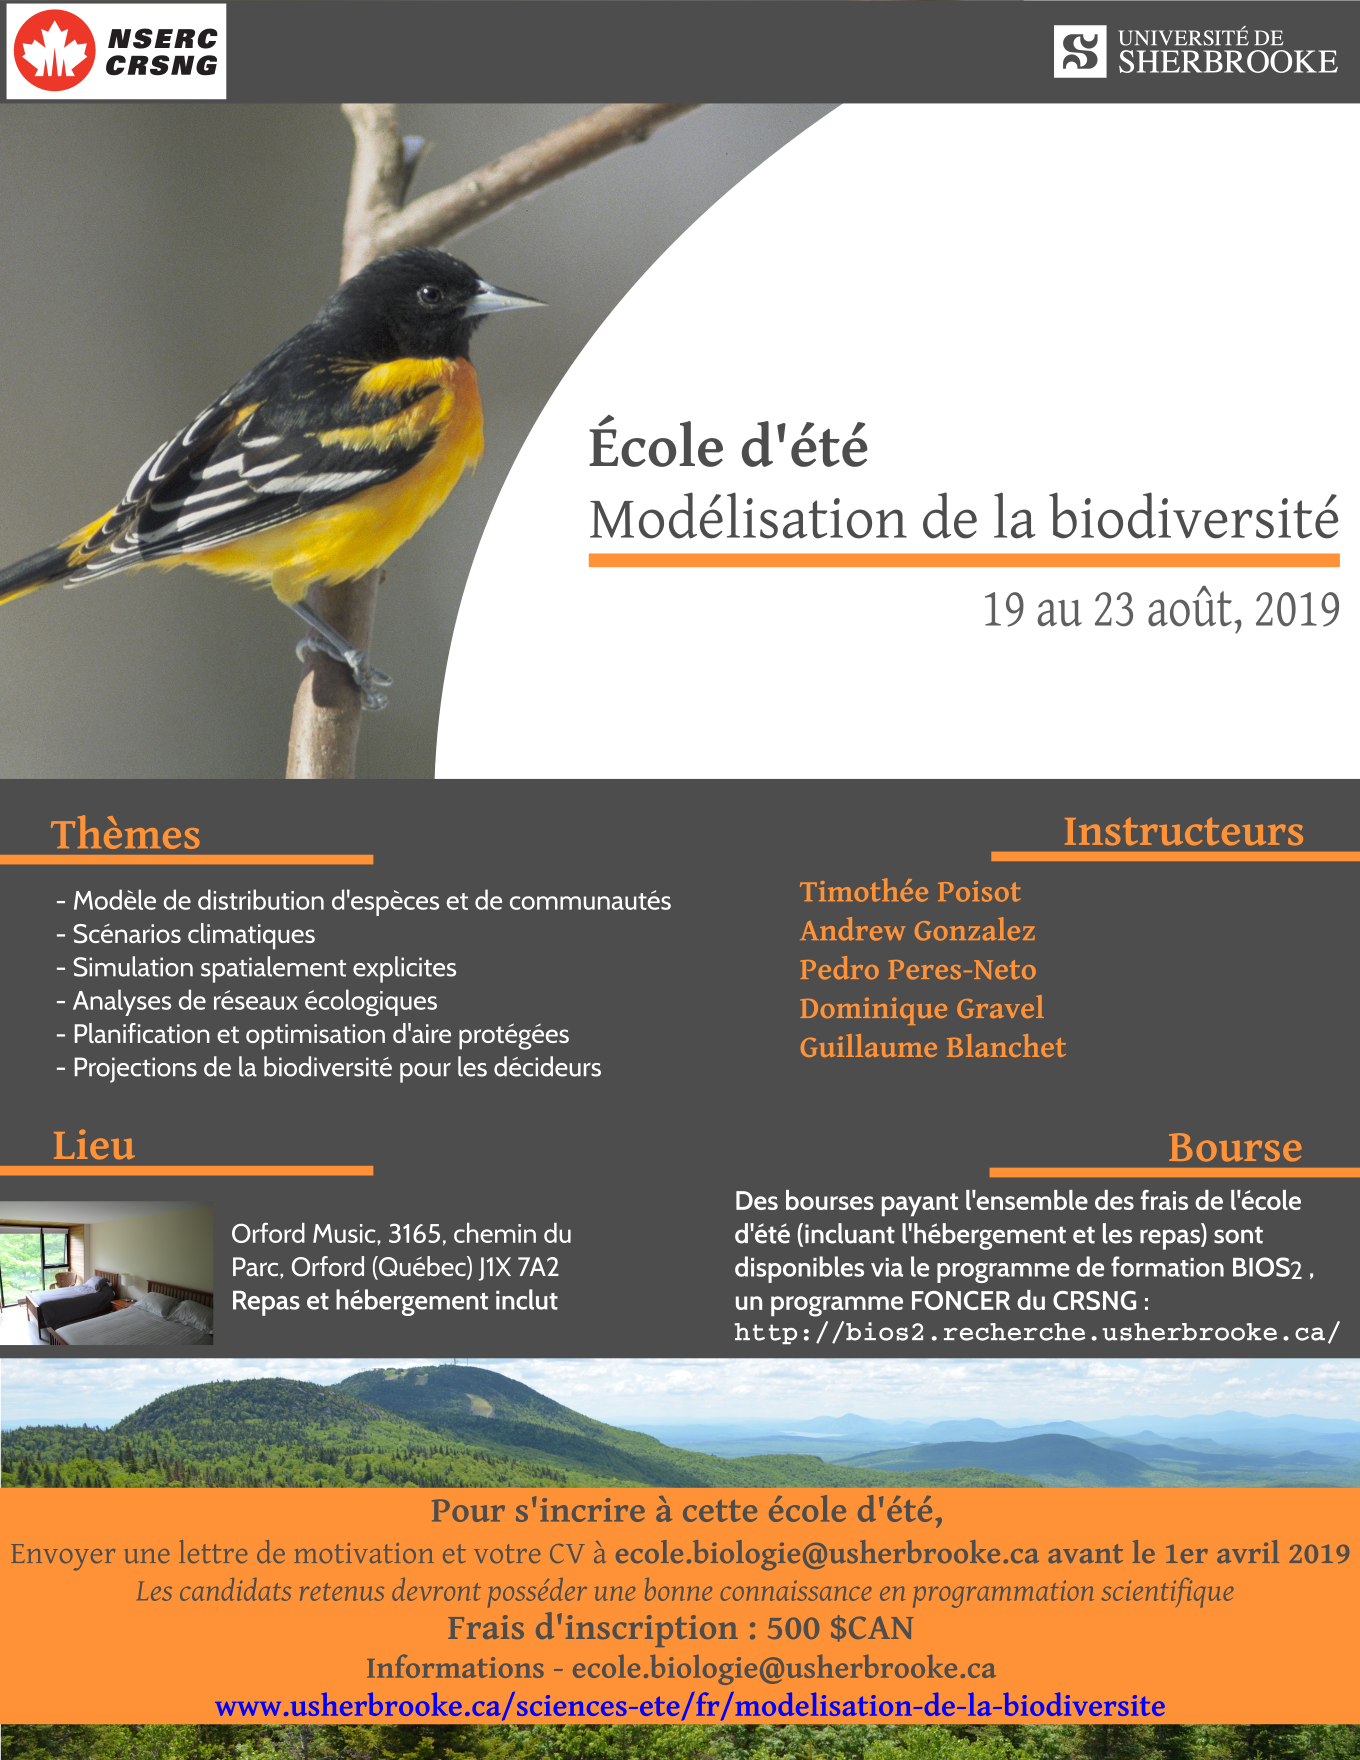 NSERC
CRSNG
UNIVERSITÉ DE
SHERBROOKE
École d'été
Modélisation de la biodiversité
19 au 23 août, 2019
Thèmes
- Modèle de distribution d'espèces et de communautés
- Scénarios climatiques
- Simulation spatialement explicites
- Analyses de réseaux écologiques
- Planification et optimisation d'aire protégées
- Projections de la biodiversité pour les décideurs
Instructeurs
Timothée Poisot
Andrew Gonzalez
Pedro Peres-Neto
Dominique Gravel
Guillaume Blanchet
Lieu
Orford Music, 3165, chemin du
Parc, Orford (Québec) J1X 7A2
Repas et hébergement inclut
Bourse
Des bourses payant l'ensemble des frais de l'école
d'été (incluant l'hébergement et les repas) sont
disponibles via le programme de formation BIOS2 ,
un programme FONCER du CRSNG :
http://bios2.recherche.usherbrooke.ca/
Pour s'incrire à cette école d'été,
Envoyer une lettre de motivation et votre CV à ecole.biologie@usherbrooke.ca avant le 1er avril 2019
Les candidats retenus devront posséder une bonne connaissance en programmation scientifique
Frais d'inscription : 500 $CAN
Informations - ecole.biologie@usherbrooke.ca
www.usherbrooke.ca/sciences-ete/fr/modelisation-de-la-biodiversite